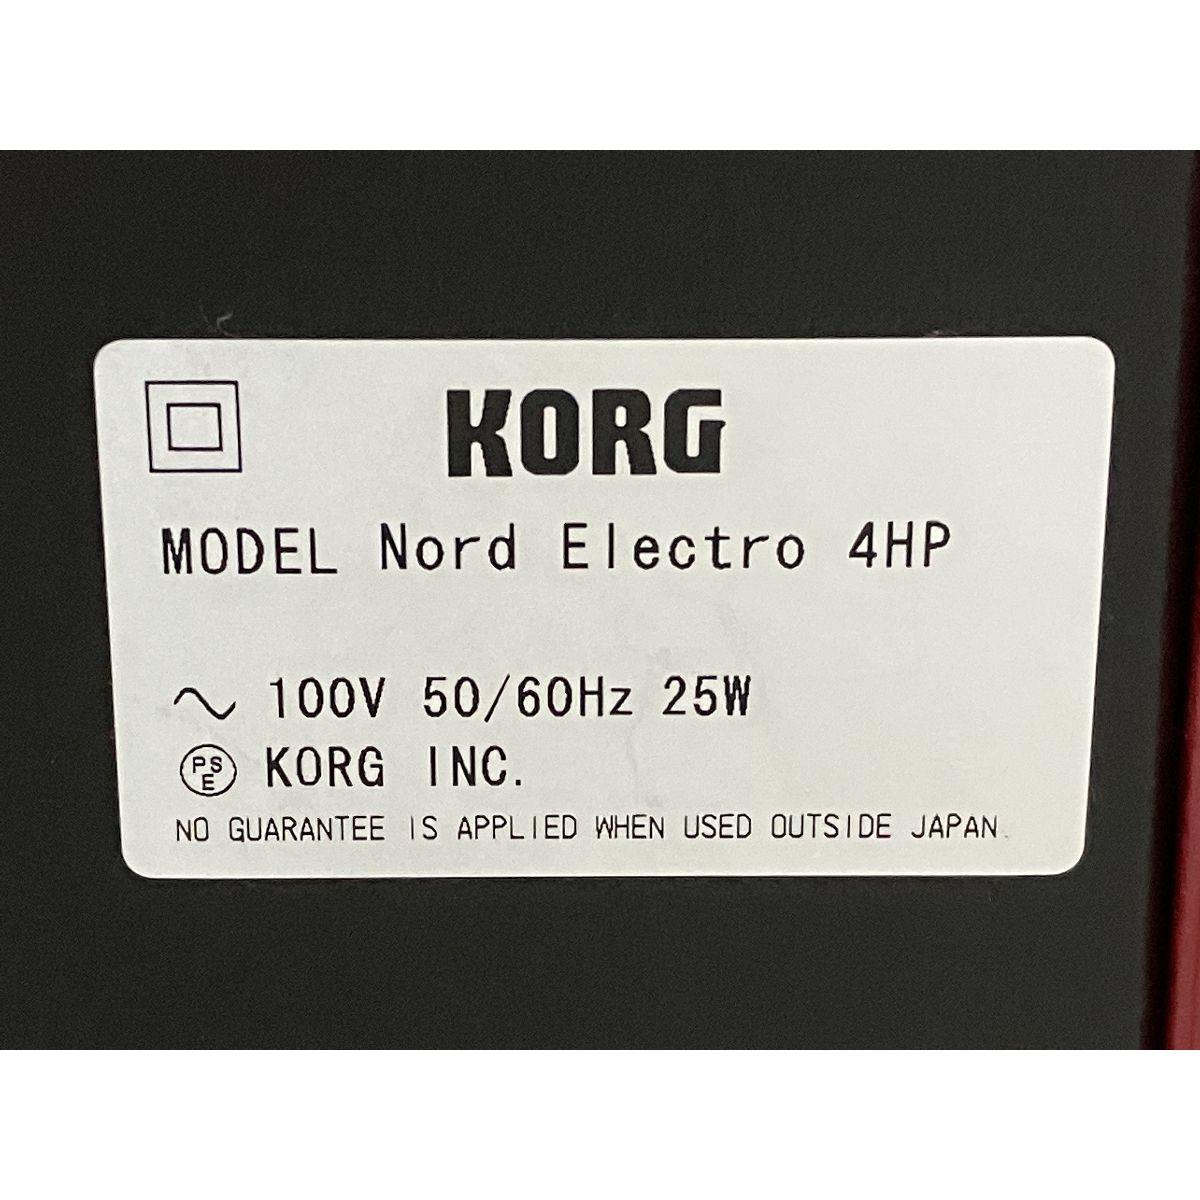 KORG
MODEL Nord Electro 4HP
100V 50/60Hz 25W
PSE KORG INC.
NO GUARANTEE IS APPLIED WHEN USED OUTSIDE JAPAN.